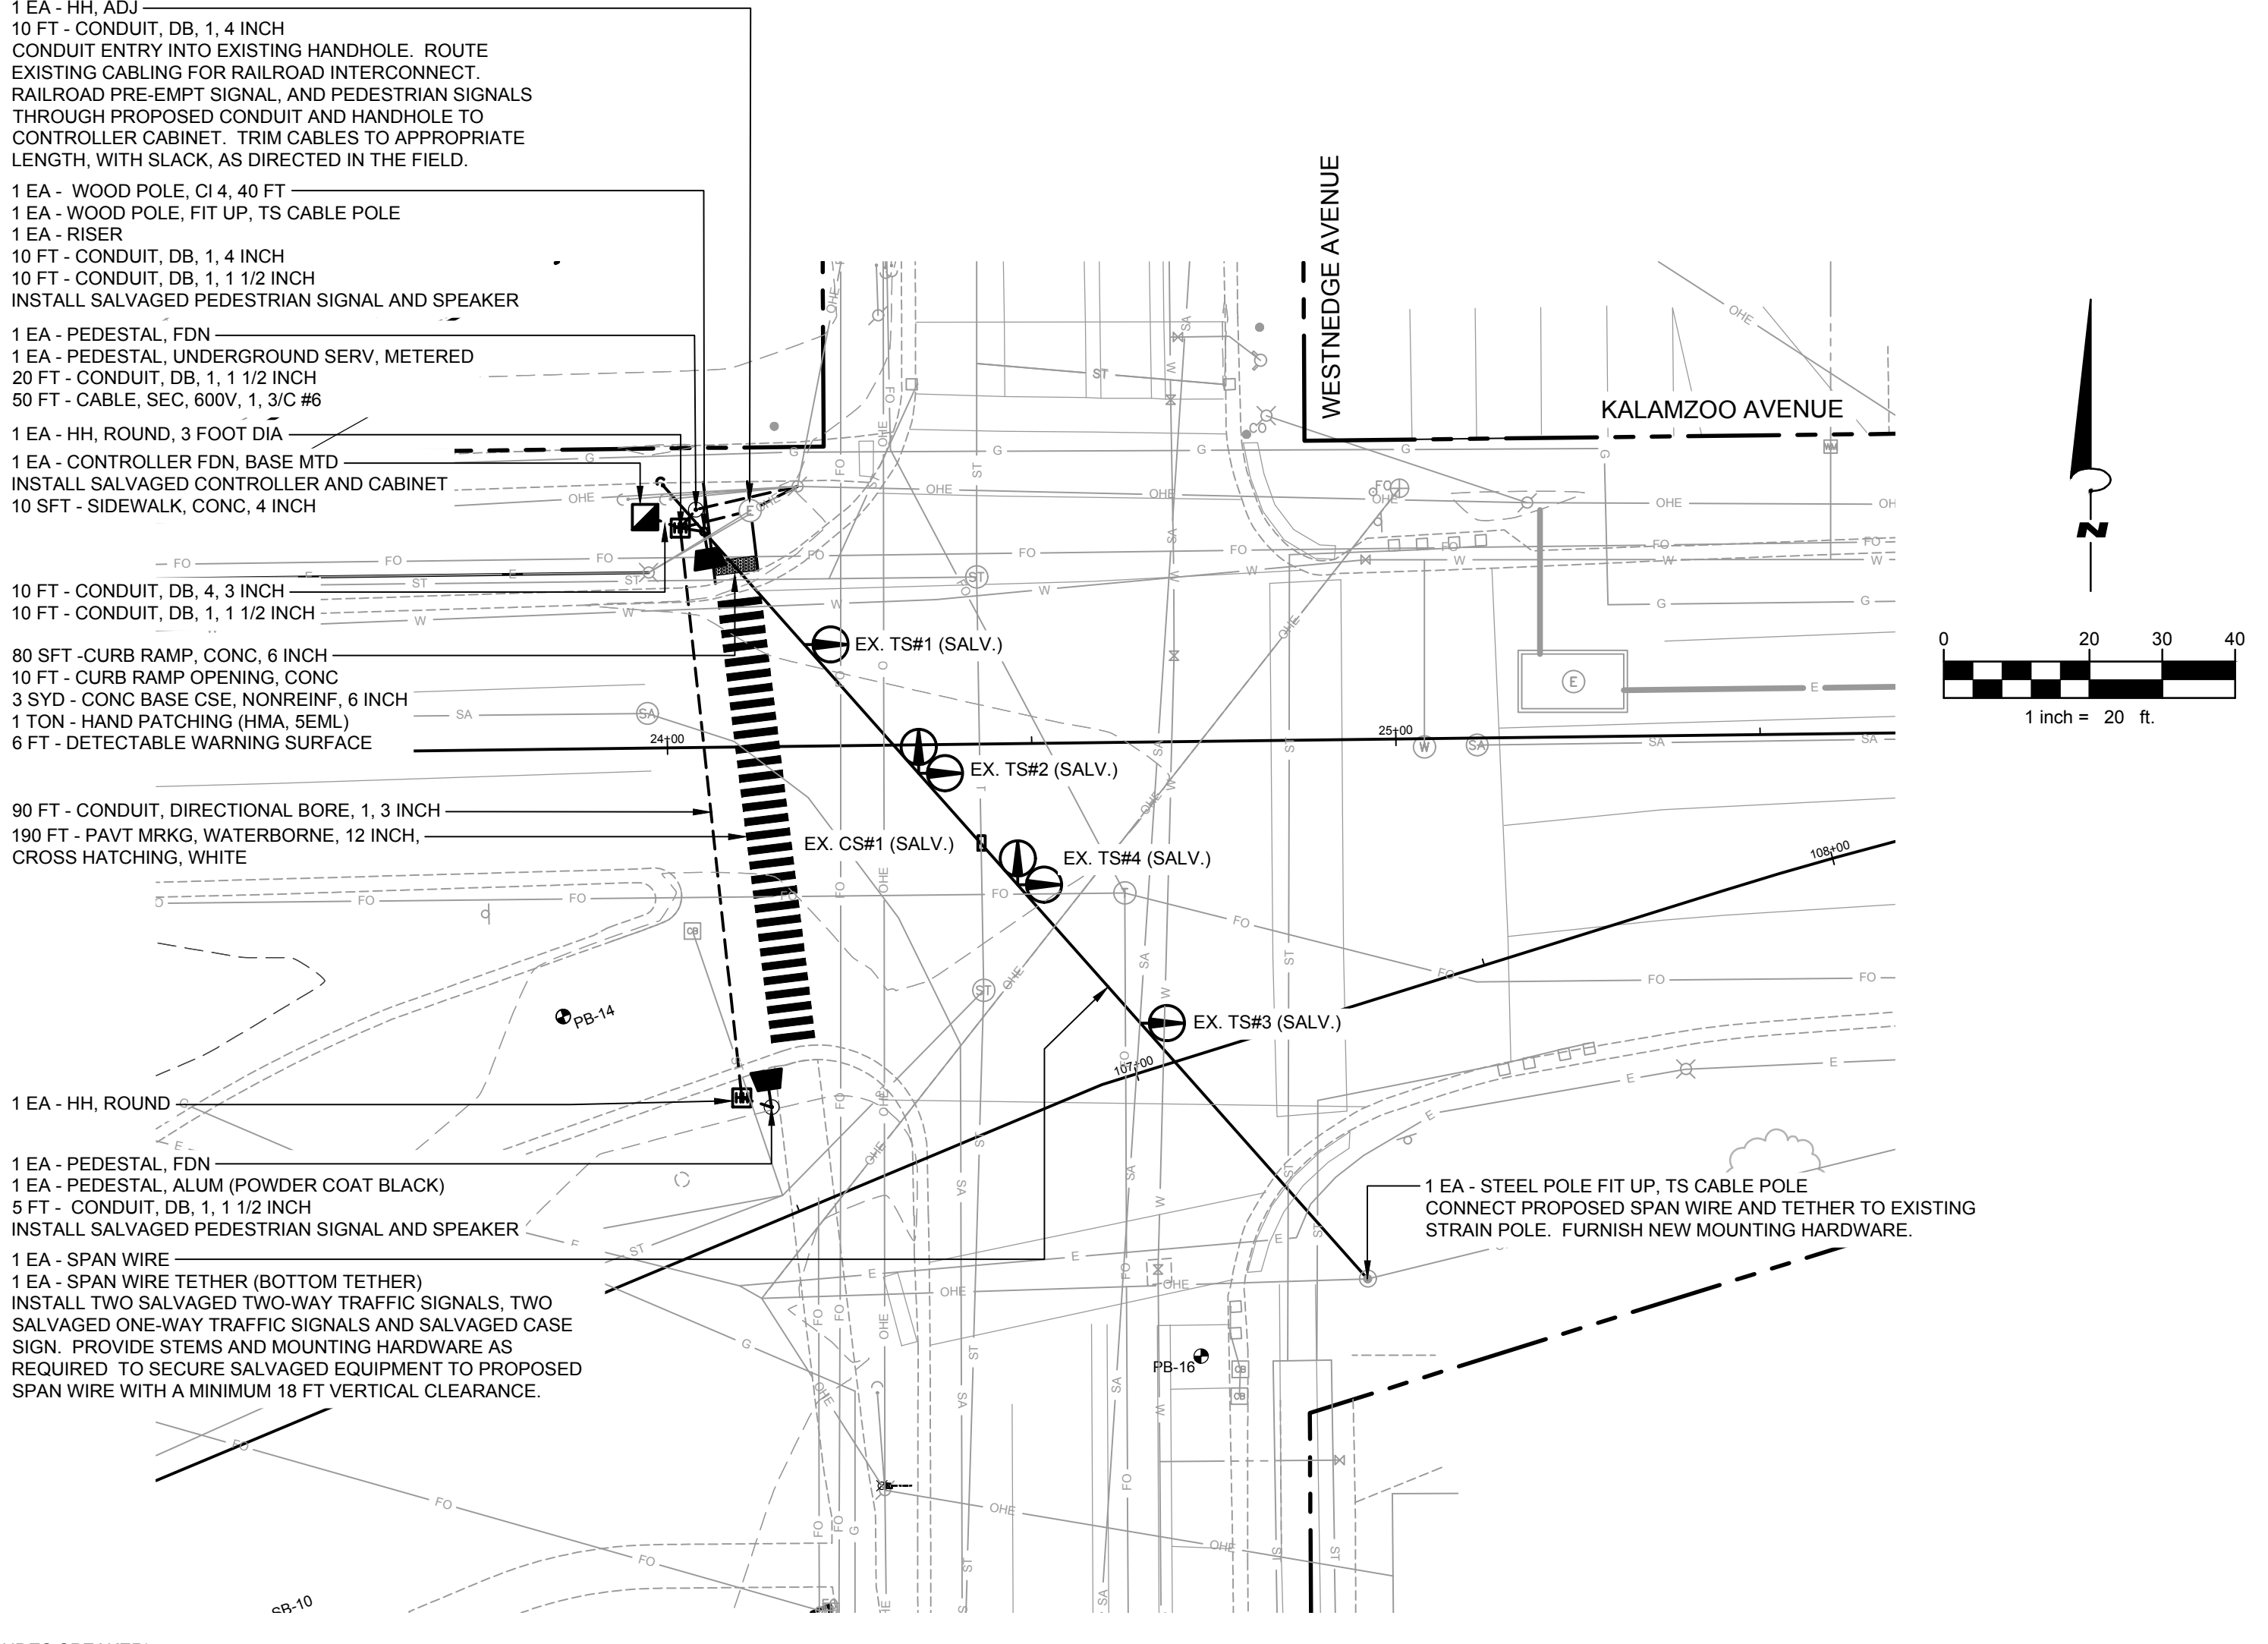 1 EA - HH, ADJ
10 FT - CONDUIT, DB, 1, 4 INCH
CONDUIT ENTRY INTO EXISTING HANDHOLE. ROUTE
EXISTING CABLING FOR RAILROAD INTERCONNECT.
RAILROAD PRE-EMPT SIGNAL, AND PEDESTRIAN SIGNALS
THROUGH PROPOSED CONDUIT AND HANDHOLE TO
CONTROLLER CABINET. TRIM CABLES TO APPROPRIATE
LENGTH, WITH SLACK, AS DIRECTED IN THE FIELD.
1 EA - WOOD POLE, Cl 4, 40 FT
1 EA - WOOD POLE, FIT UP, TS CABLE POLE
1 EA - RISER
10 FT - CONDUIT, DB, 1, 4 INCH
10 FT - CONDUIT, DB, 1, 1 1/2 INCH
INSTALL SALVAGED PEDESTRIAN SIGNAL AND SPEAKER
1 EA - PEDESTAL, FDN
1 EA - PEDESTAL, UNDERGROUND SERV, METERED
20 FT - CONDUIT, DB, 1, 1 1/2 INCH
50 FT - CABLE, SEC, 600V, 1, 3/C #6
1 EA - HH, ROUND, 3 FOOT DIA
1 EA - CONTROLLER FDN, BASE MTD
INSTALL SALVAGED CONTROLLER AND CABINET
10 SFT - SIDEWALK, CONC, 4 INCH
10 FT - CONDUIT, DB, 4, 3 INCH
10 FT - CONDUIT, DB, 1, 1 1/2 INCH
80 SFT -CURB RAMP, CONC, 6 INCH
10 FT - CURB RAMP OPENING, CONC
3 SYD - CONC BASE CSE, NONREINF, 6 INCH
1 TON - HAND PATCHING (HMA, 5EML)
6 FT - DETECTABLE WARNING SURFACE
90 FT - CONDUIT, DIRECTIONAL BORE, 1, 3 INCH
190 FT - PAVT MRKG, WATERBORNE, 12 INCH,
CROSS HATCHING, WHITE
1 EA - HH, ROUND
1 EA - PEDESTAL, FDN
1 EA - PEDESTAL, ALUM (POWDER COAT BLACK)
5 FT - CONDUIT, DB, 1, 1 1/2 INCH
INSTALL SALVAGED PEDESTRIAN SIGNAL AND SPEAKER
1 EA - SPAN WIRE
1 EA - SPAN WIRE TETHER (BOTTOM TETHER)
INSTALL TWO SALVAGED TWO-WAY TRAFFIC SIGNALS, TWO
SALVAGED ONE-WAY TRAFFIC SIGNALS AND SALVAGED CASE
SIGN. PROVIDE STEMS AND MOUNTING HARDWARE AS
REQUIRED TO SECURE SALVAGED EQUIPMENT TO PROPOSED
SPAN WIRE WITH A MINIMUM 18 FT VERTICAL CLEARANCE.
WESTNEDGE AVENUE
KALAMZOO AVENUE
EX. TS#1 (SALV.)
EX. TS#2 (SALV.)
EX. CS#1 (SALV.)
EX. TS#4 (SALV.)
EX. TS#3 (SALV.)
24+00
25+00
107+00
108+00
PB-14
PB-16
SB-10
1 EA - STEEL POLE FIT UP, TS CABLE POLE
CONNECT PROPOSED SPAN WIRE AND TETHER TO EXISTING
STRAIN POLE. FURNISH NEW MOUNTING HARDWARE.
N
0 20 30 40
1 inch = 20 ft.